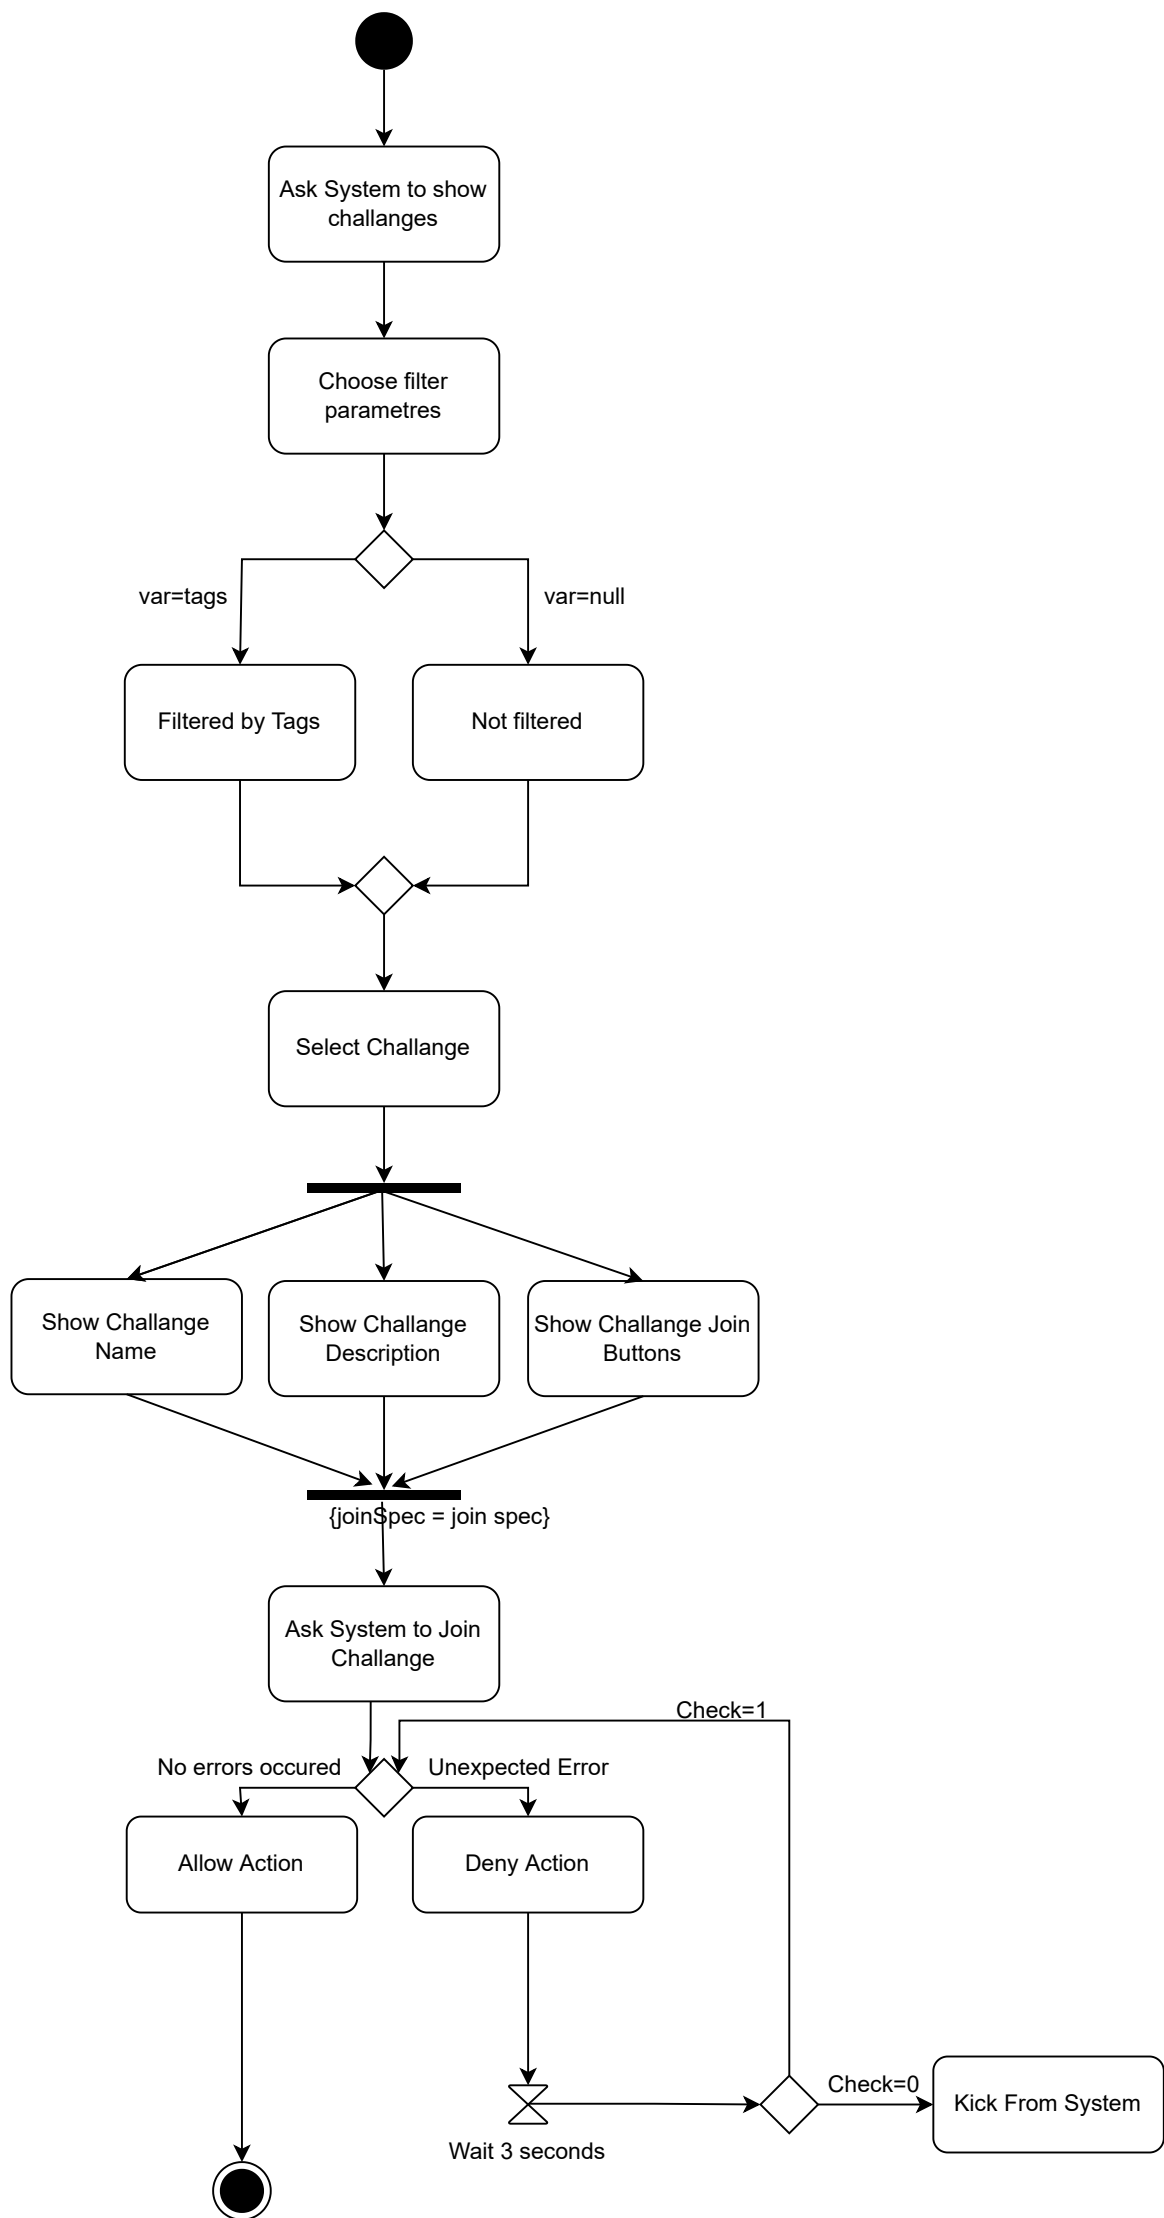 Ask System to show
challanges
Choose filter
parametres
var=tags
var=null
Filtered by Tags
Not filtered
Select Challange
Show Challange
Name
Show Challange
Description
Show Challange Join
Buttons
{joinSpec = join spec}
Ask System to Join
Challange
Check=1
No errors occured
Unexpected Error
Allow Action
Deny Action
Check=0
Kick From System
Wait 3 seconds